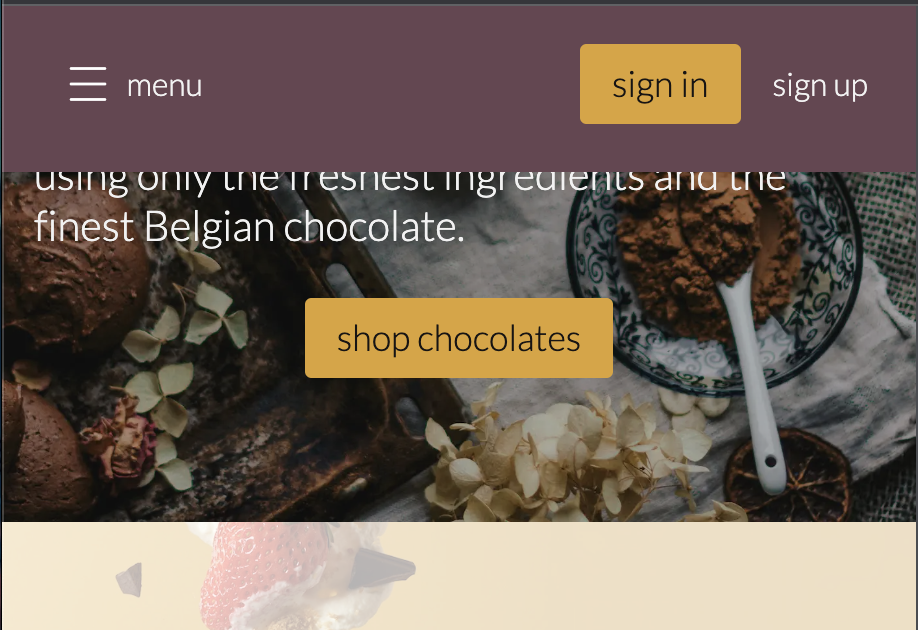 menu
sign in
sign up
using only the freshest ingredients and the
finest Belgian chocolate.
shop chocolates